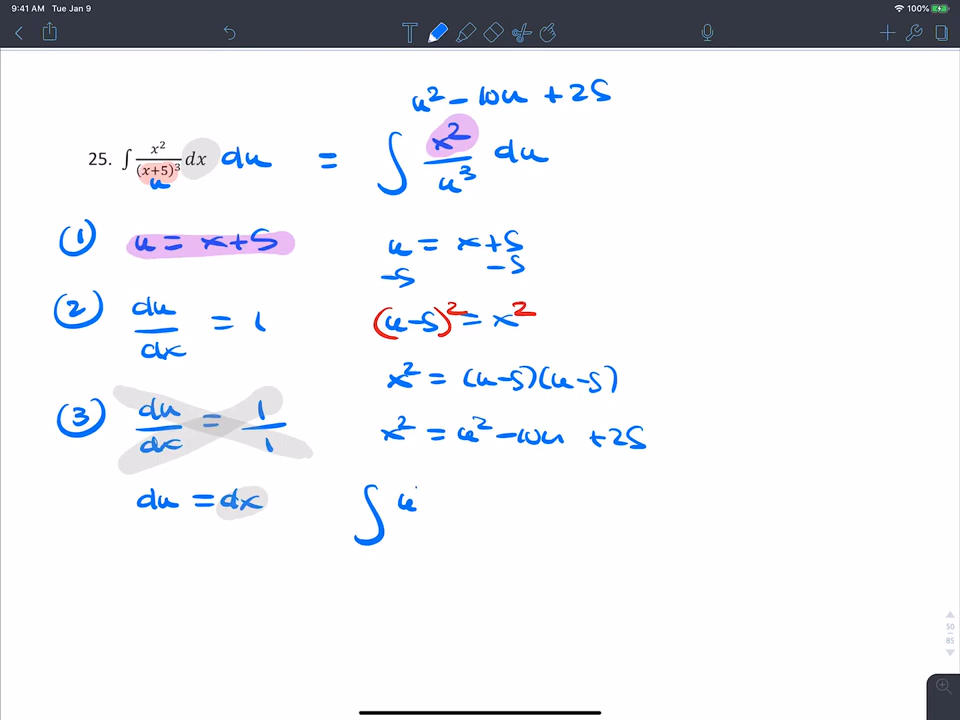 9:41 AM Tue Jan 9 100%
T
u² - 10u + 25
25. ∫ x²/(x+5)³ dx du = ∫ x²/u³ du
u
① u = x+5 u = x+5
-5 -5
② du/dx = 1 (u-5)² = x²
x² = (u-5)(u-5)
③ du/dx = 1/1 x² = u² - 10u + 25
du = dx ∫ u
50
85